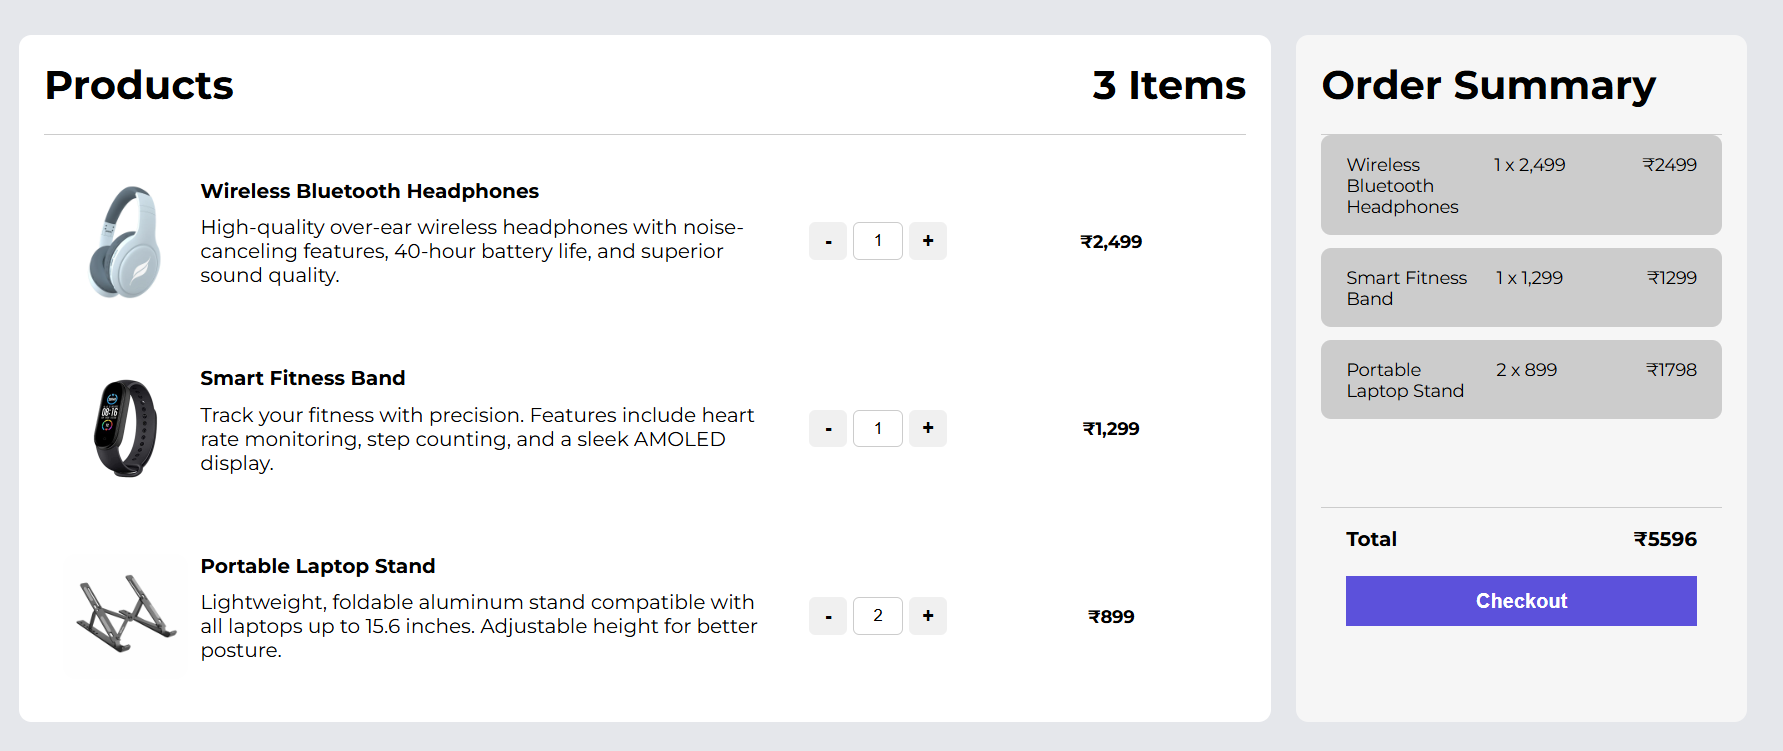 Products
3 Items
Wireless Bluetooth Headphones
High-quality over-ear wireless headphones with noise-
canceling features, 40-hour battery life, and superior
sound quality.
- 1 +
₹2,499
Smart Fitness Band
Track your fitness with precision. Features include heart
rate monitoring, step counting, and a sleek AMOLED
display.
- 1 +
₹1,299
Portable Laptop Stand
Lightweight, foldable aluminum stand compatible with
all laptops up to 15.6 inches. Adjustable height for better
posture.
- 2 +
₹899
Order Summary
Wireless
Bluetooth
Headphones
1 x 2,499
₹2499
Smart Fitness
Band
1 x 1,299
₹1299
Portable
Laptop Stand
2 x 899
₹1798
Total
₹5596
Checkout